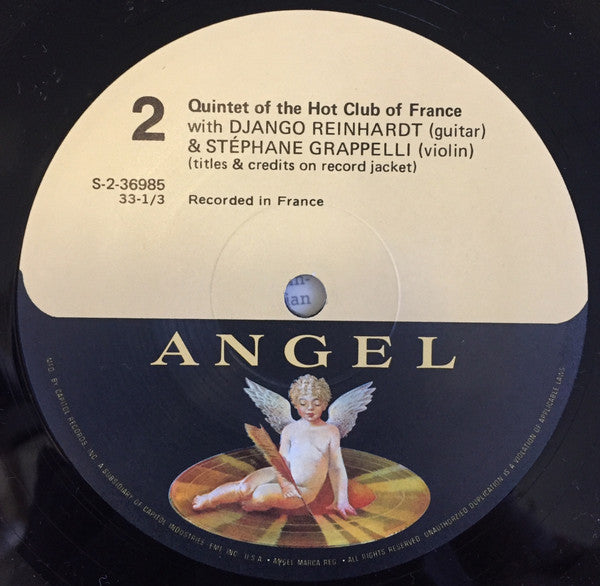 2
Quintet of the Hot Club of France
with DJANGO REINHARDT (guitar)
& STÉPHANE GRAPPELLI (violin)
(titles & credits on record jacket)
S-2-36985
33-1/3
Recorded in France
ian
ANGEL
MFD. BY CAPITOL RECORDS, INC., A SUBSIDIARY OF CAPITOL INDUSTRIES-EMI, INC. U.S.A. • ANGEL MARCA REG. • ALL RIGHTS RESERVED. UNAUTHORIZED DUPLICATION IS A VIOLATION OF APPLICABLE LAWS.